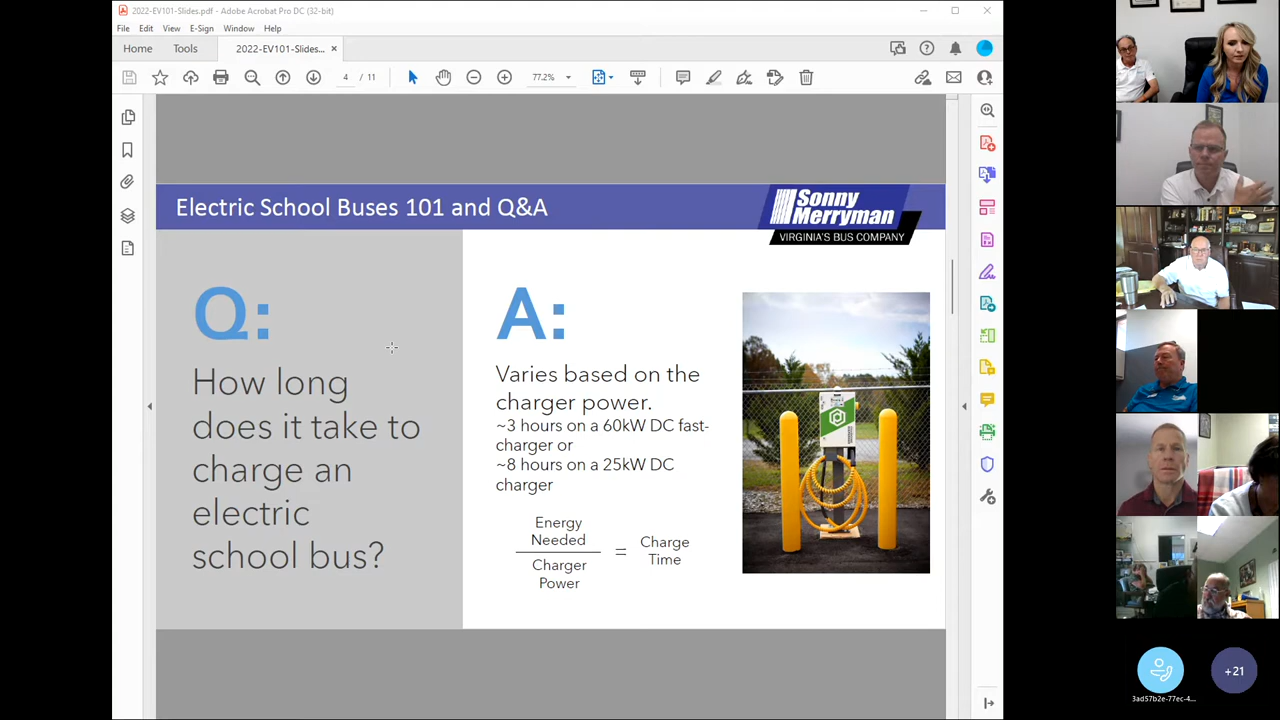 2022-EV101-Slides.pdf - Adobe Acrobat Pro DC (32-bit)
File Edit View E-Sign Window Help
Home Tools 2022-EV101-Slides...
4 / 11 77.2%
Electric School Buses 101 and Q&A
Sonny
Merryman
VIRGINIA'S BUS COMPANY
Q:
How long
does it take to
charge an
electric
school bus?
A:
Varies based on the
charger power.
~3 hours on a 60kW DC fast-
charger or
~8 hours on a 25kW DC
charger
Energy
Needed
Charger
Power
=
Charge
Time
+21
3ad57b2e-77ec-4...